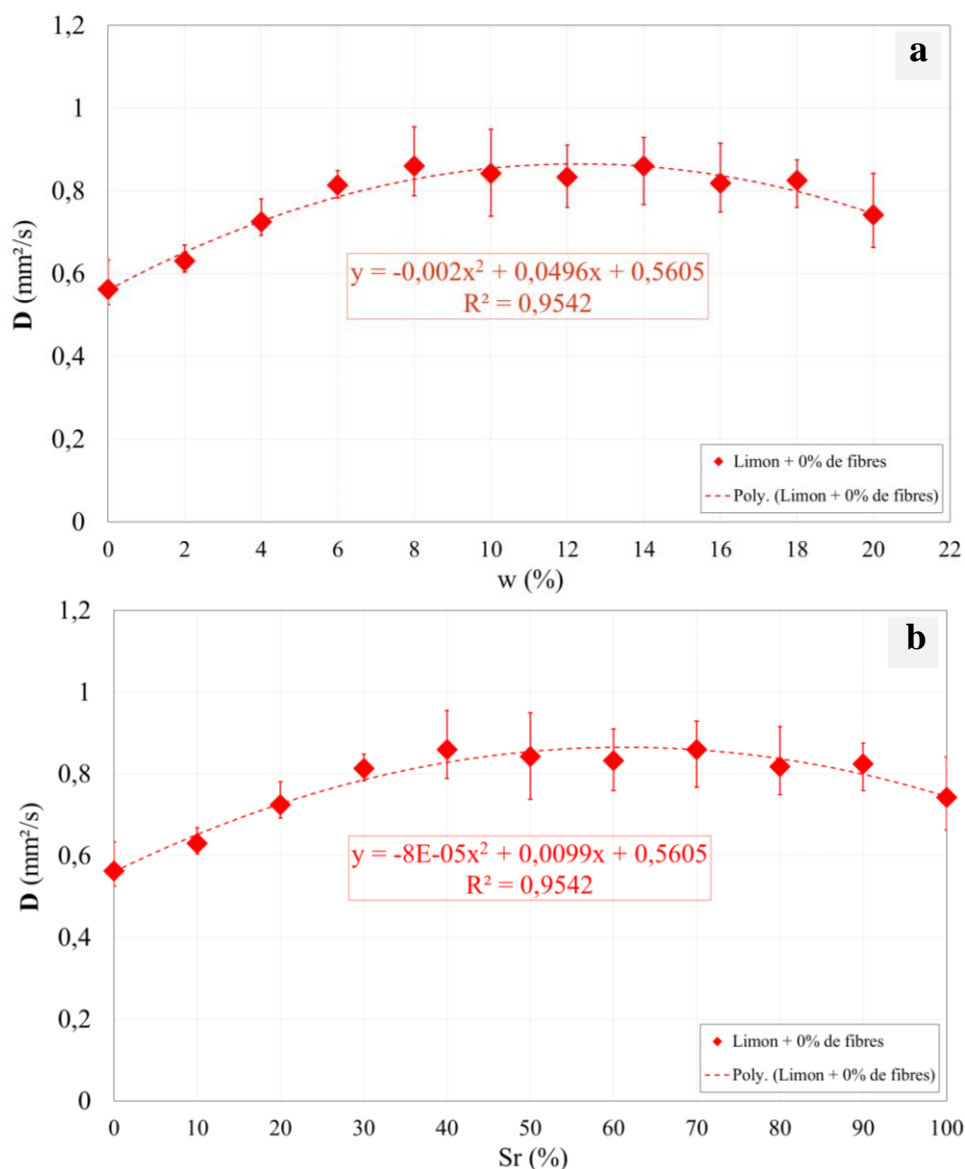 a
1,2
1
0,8
0,6
0,4
0,2
0
D (mm²/s)
y = -0,002x² + 0,0496x + 0,5605
R² = 0,9542
Limon + 0% de fibres
Poly. (Limon + 0% de fibres)
0 2 4 6 8 10 12 14 16 18 20 22
w (%)
b
1,2
1
0,8
0,6
0,4
0,2
0
D (mm²/s)
y = -8E-05x² + 0,0099x + 0,5605
R² = 0,9542
Limon + 0% de fibres
Poly. (Limon + 0% de fibres)
0 10 20 30 40 50 60 70 80 90 100
Sr (%)